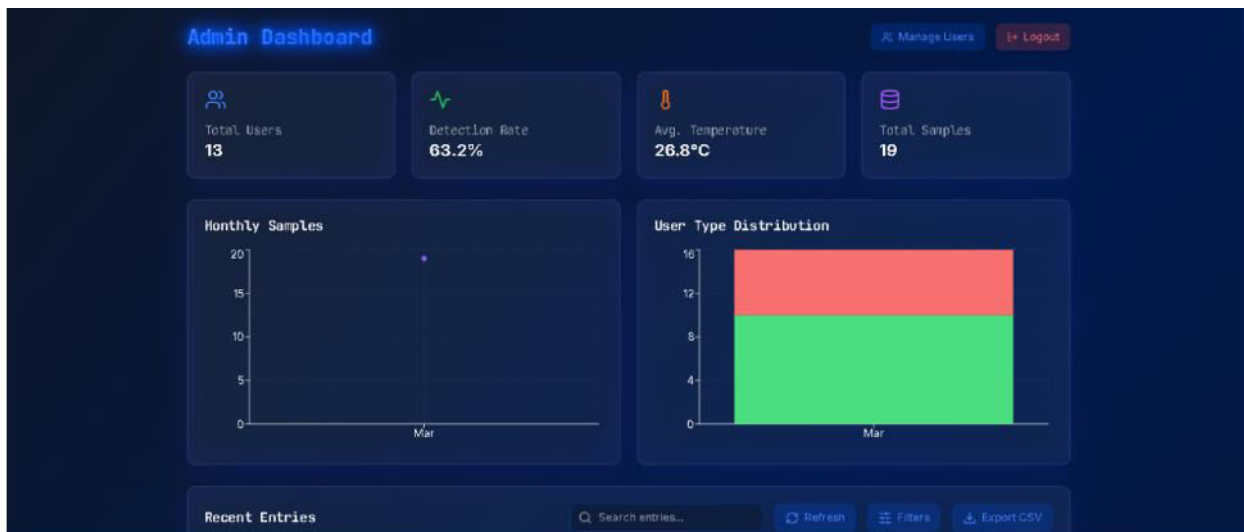 Admin Dashboard
Manage Users
Logout
Total Users
13
Detection Rate
63.2%
Avg. Temperature
26.8°C
Total Samples
19
Monthly Samples
20
15
10
5
0
Mar
User Type Distribution
16
12
8
4
0
Mar
Recent Entries
Search entries...
Refresh
Filters
Export CSV